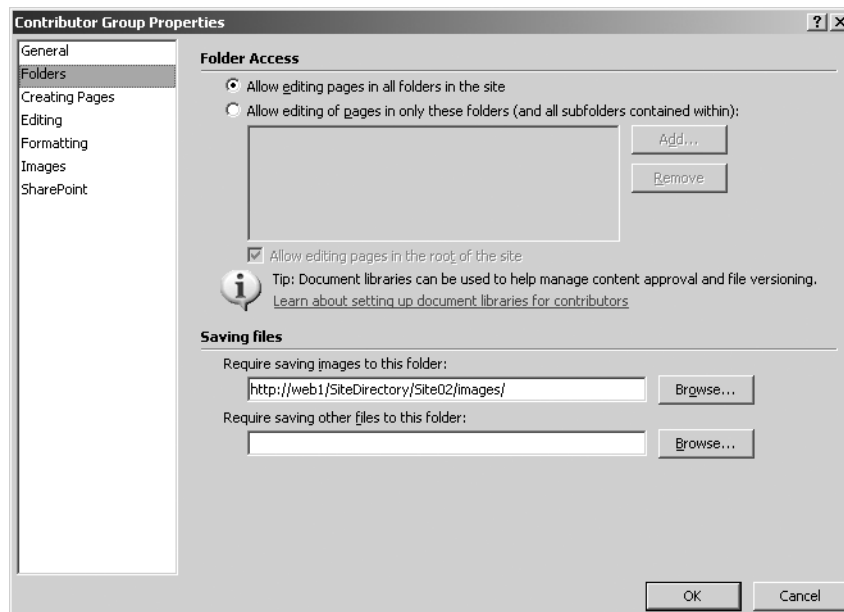 Contributor Group Properties
General
Folders
Creating Pages
Editing
Formatting
Images
SharePoint
Folder Access
Allow editing pages in all folders in the site
Allow editing of pages in only these folders (and all subfolders contained within):
Add...
Remove
Allow editing pages in the root of the site
Tip: Document libraries can be used to help manage content approval and file versioning.
Learn about setting up document libraries for contributors
Saving files
Require saving images to this folder:
http://web1/SiteDirectory/Site02/images/
Browse...
Require saving other files to this folder:
Browse...
OK
Cancel